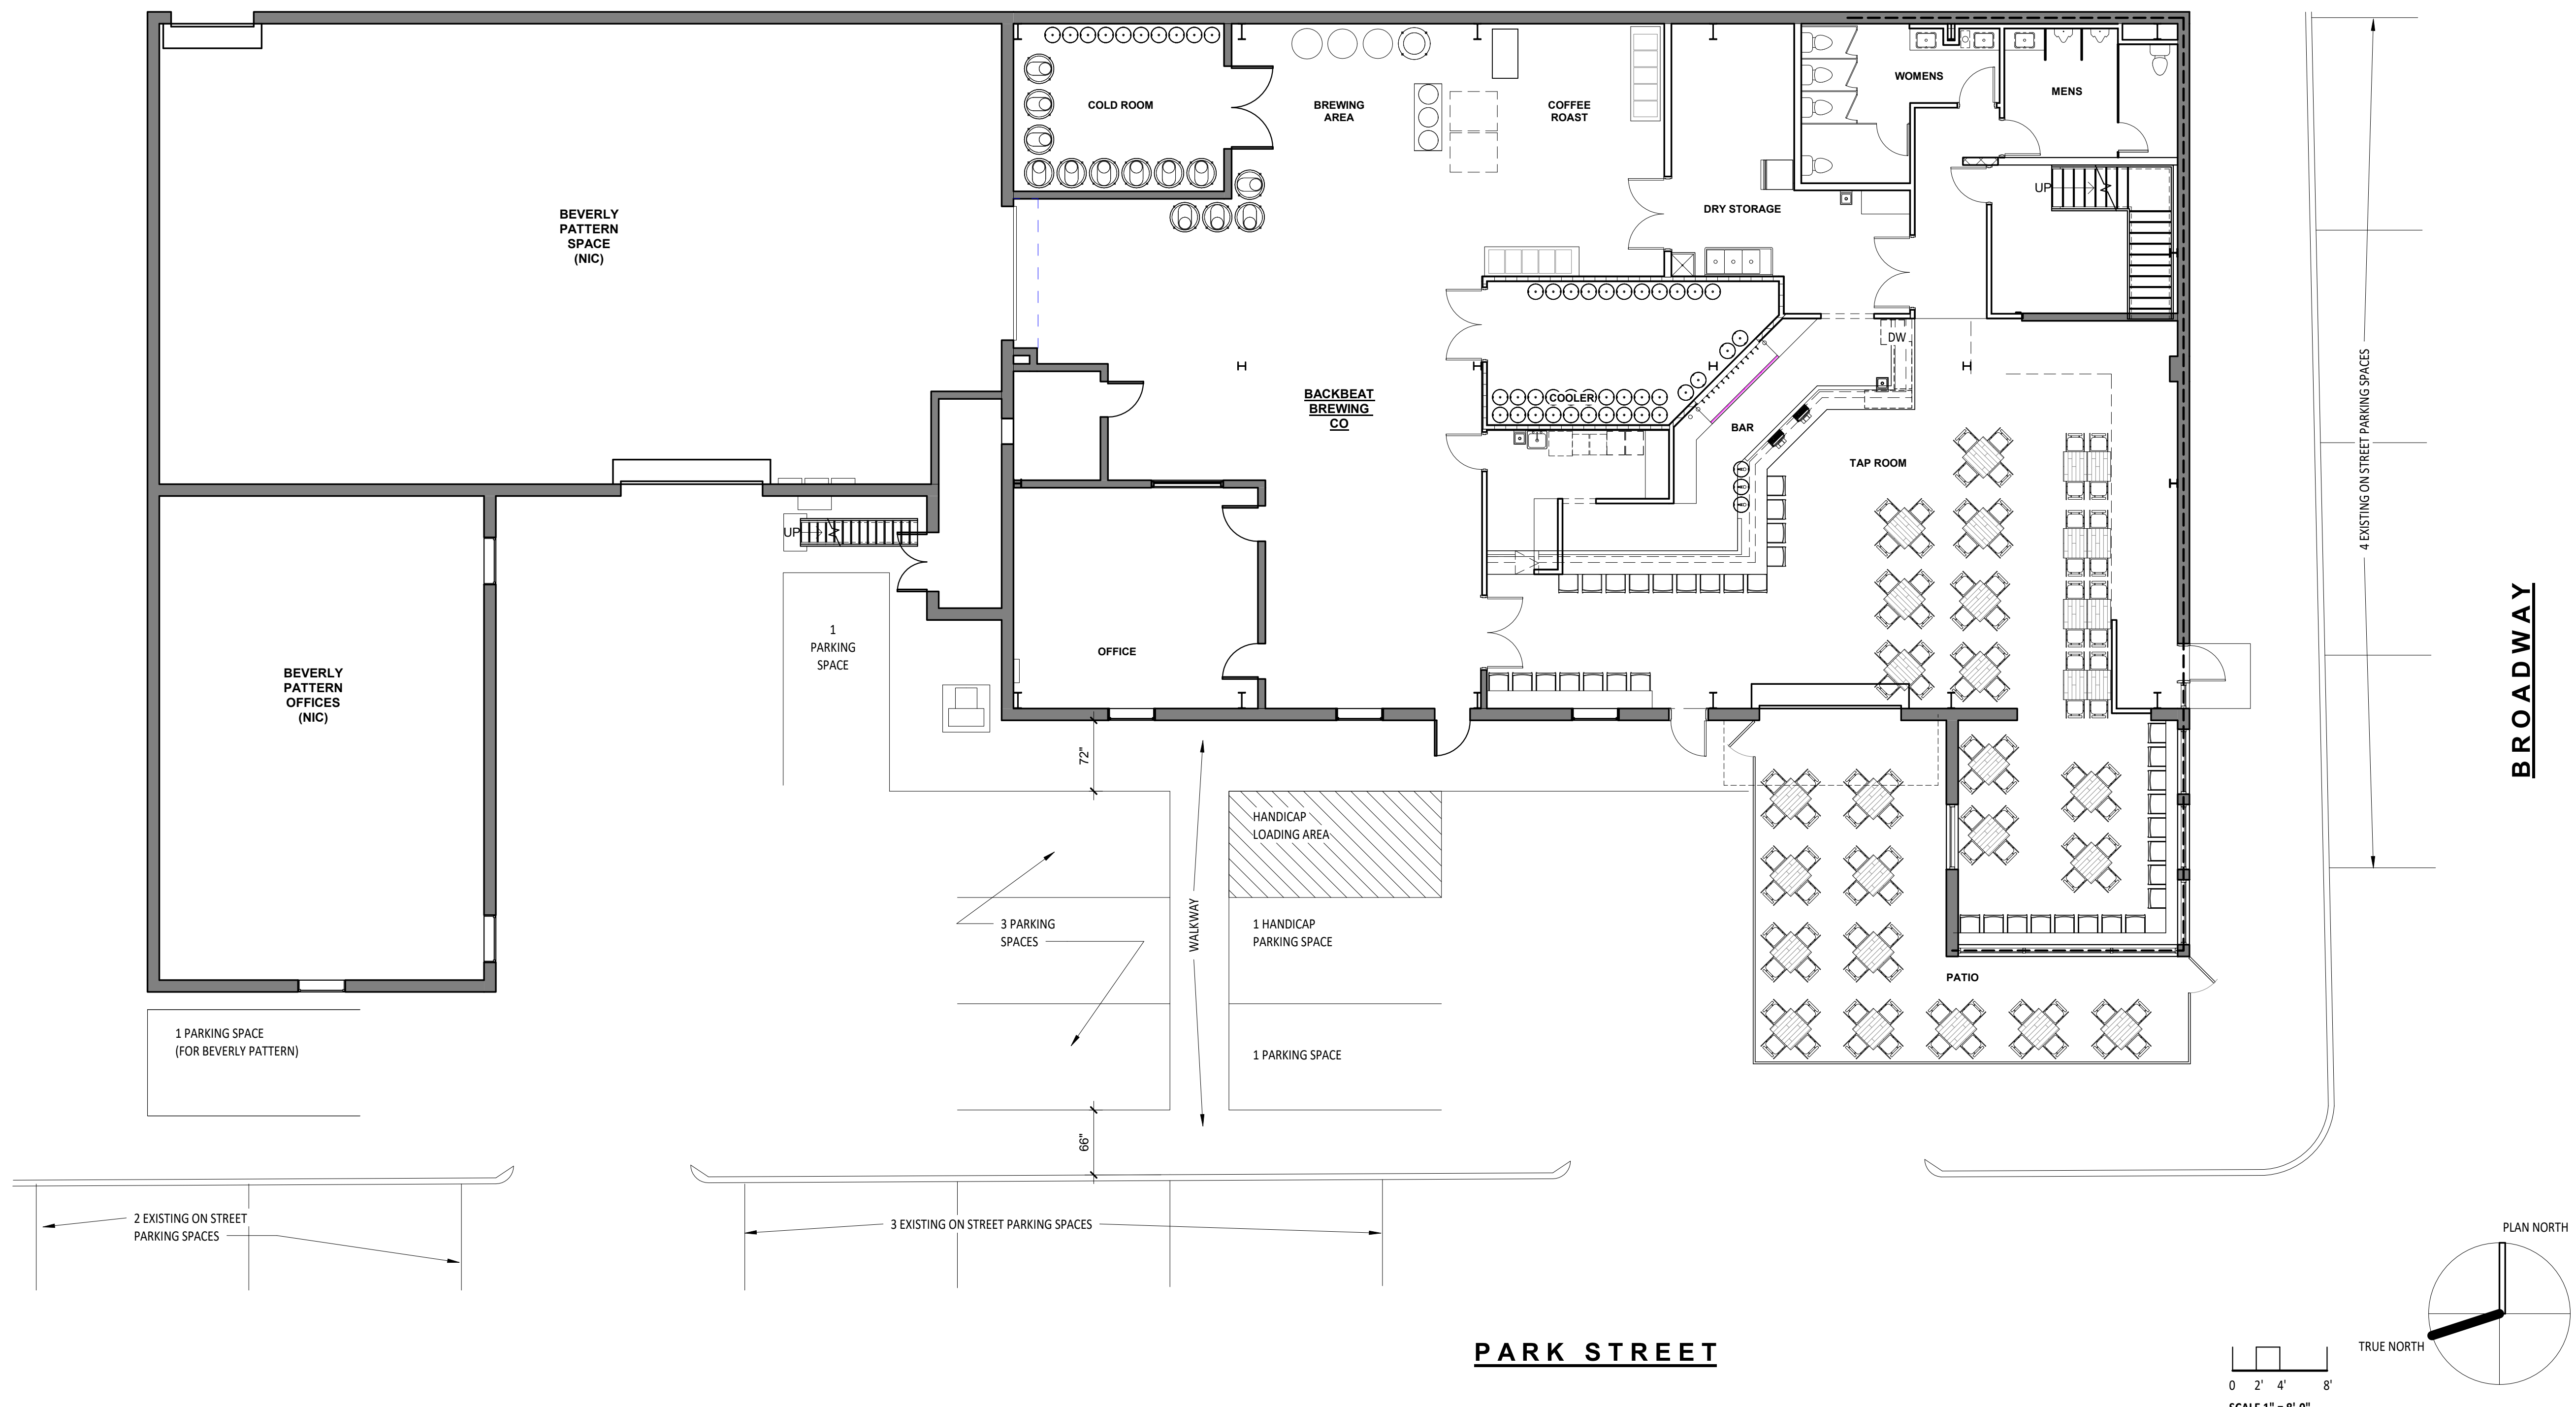 COLD ROOM
BREWING
AREA
COFFEE
ROAST
WOMENS
MENS
UP
DRY STORAGE
BEVERLY
PATTERN
SPACE
(NIC)
DW
BACKBEAT
BREWING
CO
COOLER
BAR
TAP ROOM
4 EXISTING ON STREET PARKING SPACES
BROADWAY
UP
1
PARKING
SPACE
OFFICE
BEVERLY
PATTERN
OFFICES
(NIC)
72"
HANDICAP
LOADING AREA
WALKWAY
3 PARKING
SPACES
1 HANDICAP
PARKING SPACE
PATIO
1 PARKING SPACE
(FOR BEVERLY PATTERN)
1 PARKING SPACE
66"
2 EXISTING ON STREET
PARKING SPACES
3 EXISTING ON STREET PARKING SPACES
PLAN NORTH
TRUE NORTH
PARK STREET
0 2' 4' 8'
SCALE 1" = 8'-0"